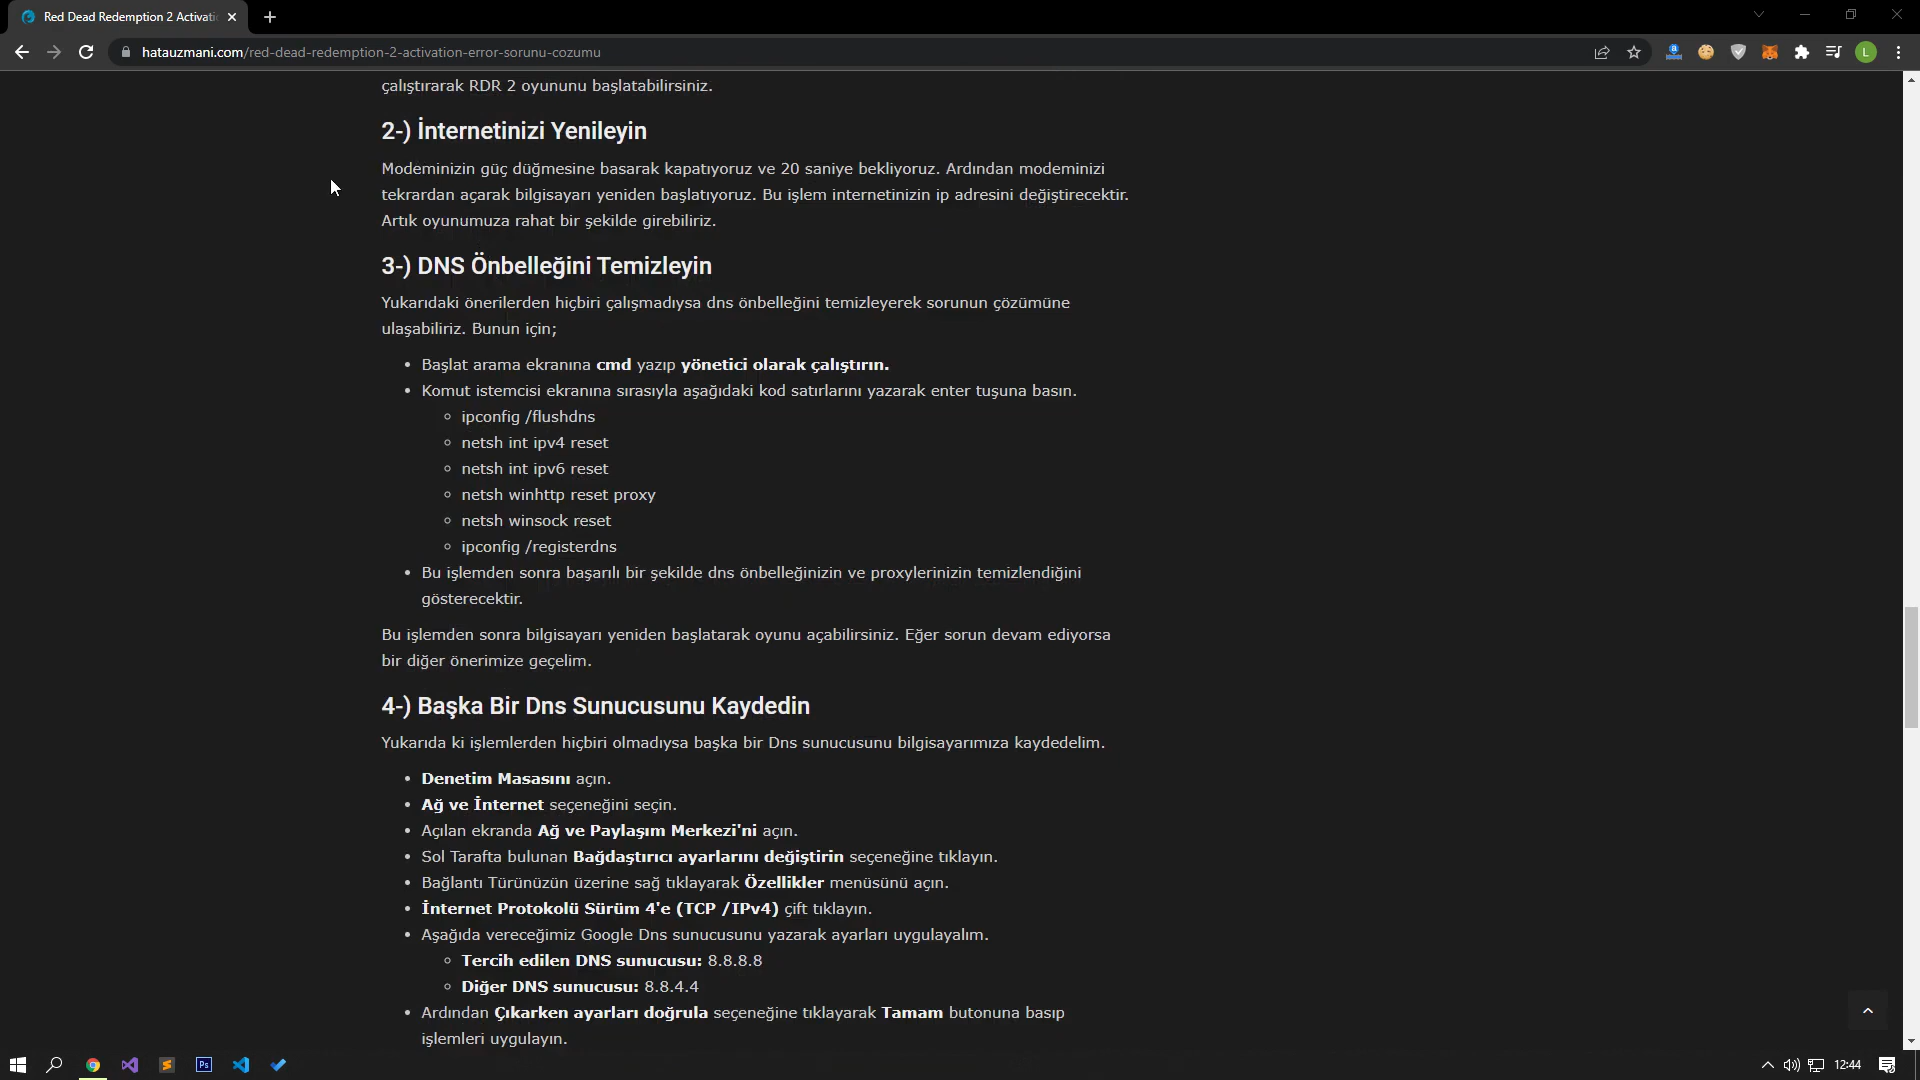 Red Dead Redemption 2 Activati
hatauzmani.com/red-dead-redemption-2-activation-error-sorunu-cozumu
L
çalıştırarak RDR 2 oyununu başlatabilirsiniz.
2-) İnternetinizi Yenileyin
Modeminizin güç düğmesine basarak kapatıyoruz ve 20 saniye bekliyoruz. Ardından modeminizi
tekrardan açarak bilgisayarı yeniden başlatıyoruz. Bu işlem internetinizin ip adresini değiştirecektir.
Artık oyunumuza rahat bir şekilde girebiliriz.
3-) DNS Önbelleğini Temizleyin
Yukarıdaki önerilerden hiçbiri çalışmadıysa dns önbelleğini temizleyerek sorunun çözümüne
ulaşabiliriz. Bunun için;
• Başlat arama ekranına cmd yazıp yönetici olarak çalıştırın.
• Komut istemcisi ekranına sırasıyla aşağıdaki kod satırlarını yazarak enter tuşuna basın.
◦ ipconfig /flushdns
◦ netsh int ipv4 reset
◦ netsh int ipv6 reset
◦ netsh winhttp reset proxy
◦ netsh winsock reset
◦ ipconfig /registerdns
• Bu işlemden sonra başarılı bir şekilde dns önbelleğinizin ve proxylerinizin temizlendiğini
gösterecektir.
Bu işlemden sonra bilgisayarı yeniden başlatarak oyunu açabilirsiniz. Eğer sorun devam ediyorsa
bir diğer önerimize geçelim.
4-) Başka Bir Dns Sunucusunu Kaydedin
Yukarıda ki işlemlerden hiçbiri olmadıysa başka bir Dns sunucusunu bilgisayarımıza kaydedelim.
• Denetim Masasını açın.
• Ağ ve İnternet seçeneğini seçin.
• Açılan ekranda Ağ ve Paylaşım Merkezi'ni açın.
• Sol Tarafta bulunan Bağdaştırıcı ayarlarını değiştirin seçeneğine tıklayın.
• Bağlantı Türünüzün üzerine sağ tıklayarak Özellikler menüsünü açın.
• İnternet Protokolü Sürüm 4'e (TCP /IPv4) çift tıklayın.
• Aşağıda vereceğimiz Google Dns sunucusunu yazarak ayarları uygulayalım.
◦ Tercih edilen DNS sunucusu: 8.8.8.8
◦ Diğer DNS sunucusu: 8.8.4.4
• Ardından Çıkarken ayarları doğrula seçeneğine tıklayarak Tamam butonuna basıp
işlemleri uygulayın.
Ps
12:44